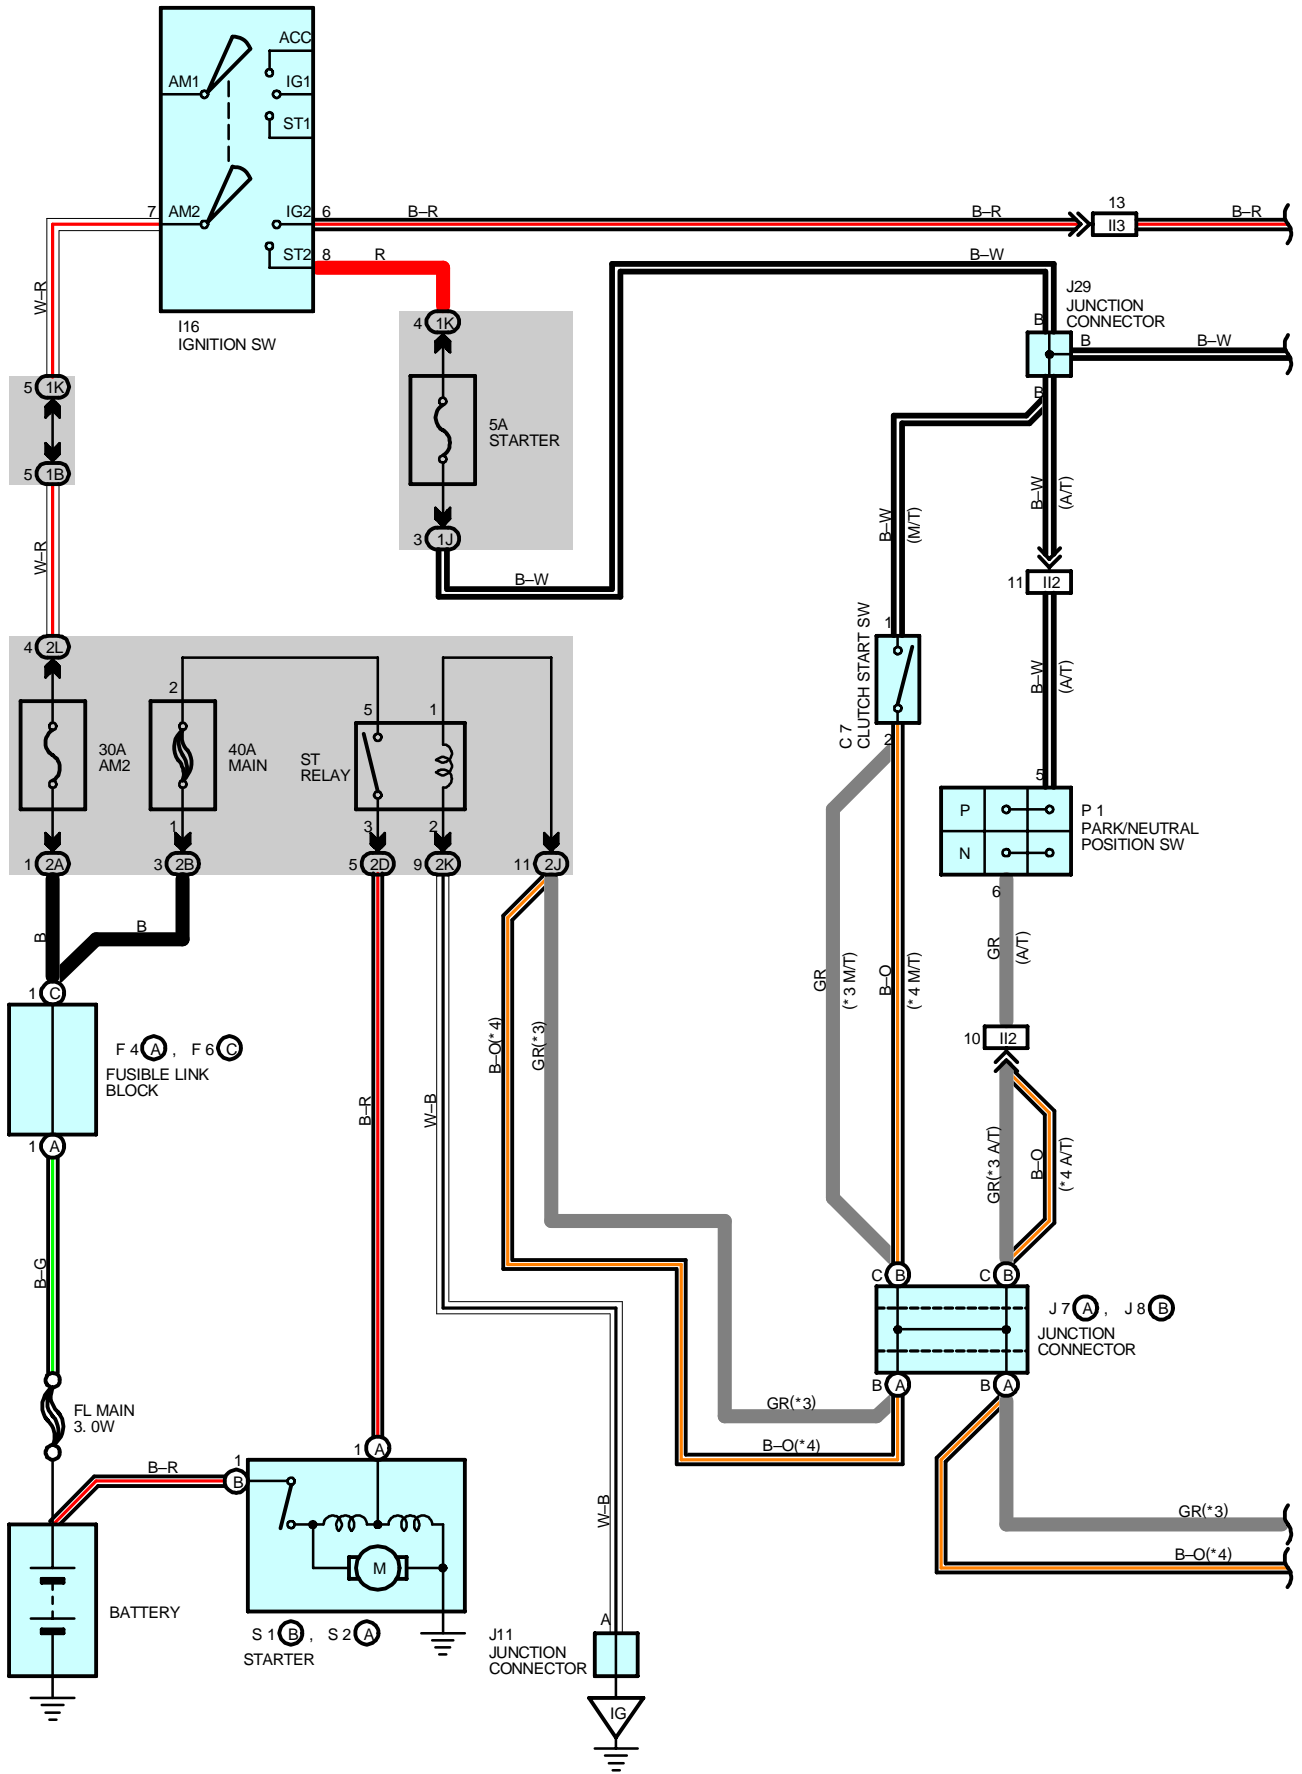 ACC
AM1
IG1
ST1
7
AM2
IG2
6
B–R
B–R
13
II3
B–R
ST2
8
R
B–W
I16
IGNITION SW
W–R
J29
JUNCTION
CONNECTOR
B
B
B–W
B
4 1K
5A
STARTER
3 1J
B–W
5 1K
5 1B
W–R
B–W
(M/T)
B–W
(A/T)
11 II2
B–W
(A/T)
1
C 7
CLUTCH START SW
2
4 2L
30A
AM2
2
40A
MAIN
1
ST
RELAY
5
1
3
2
1 2A
3 2B
5 2D
9 2K
11 2J
5
P
N
P 1
PARK/NEUTRAL
POSITION SW
6
GR
(A/T)
10 II2
B
B
1 C
F 4 A , F 6 C
FUSIBLE LINK
BLOCK
1 A
B–O(*4)
GR(*3)
GR
(*3 M/T)
B–O
(*4 M/T)
GR(*3 A/T)
B–O
(*4 A/T)
B–R
W–B
B–G
C B
C B
J 7 A , J 8 B
JUNCTION
CONNECTOR
B A
B A
GR(*3)
B–O(*4)
FL MAIN
3. 0W
B–R
1
B
1 A
M
S 1 B , S 2 A
STARTER
BATTERY
W–B
A
J11
JUNCTION
CONNECTOR
IG
GR(*3)
B–O(*4)